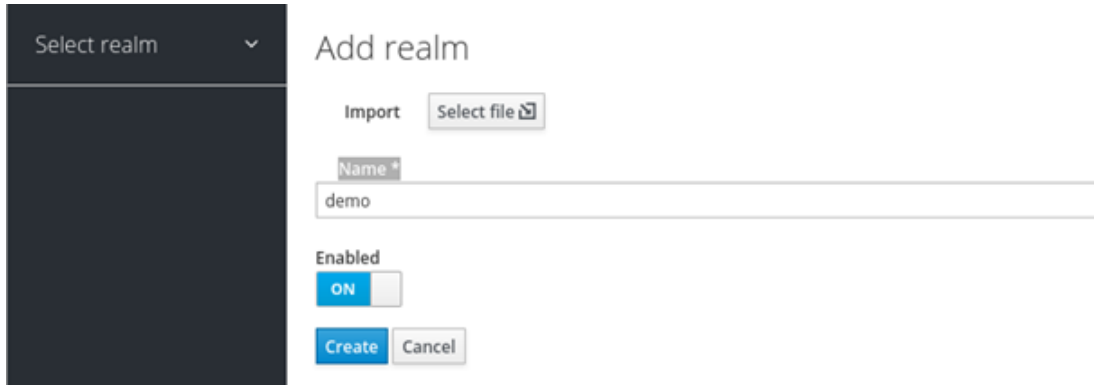 Select realm
Add realm
Import Select file
Name *
demo
Enabled
ON
Create Cancel